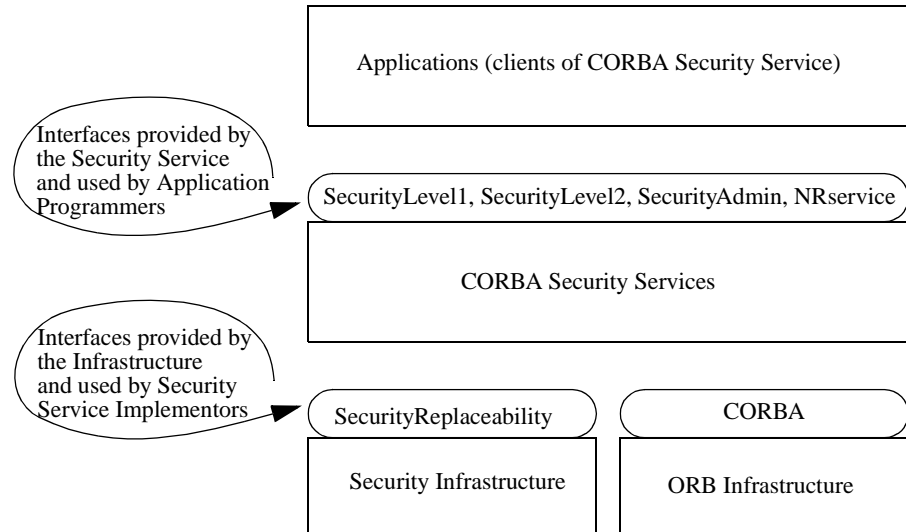 Applications (clients of CORBA Security Service)
Interfaces provided by
the Security Service
and used by Application
Programmers
SecurityLevel1, SecurityLevel2, SecurityAdmin, NRservice
CORBA Security Services
Interfaces provided by
the Infrastructure
and used by Security
Service Implementors
SecurityReplaceability
CORBA
Security Infrastructure
ORB Infrastructure